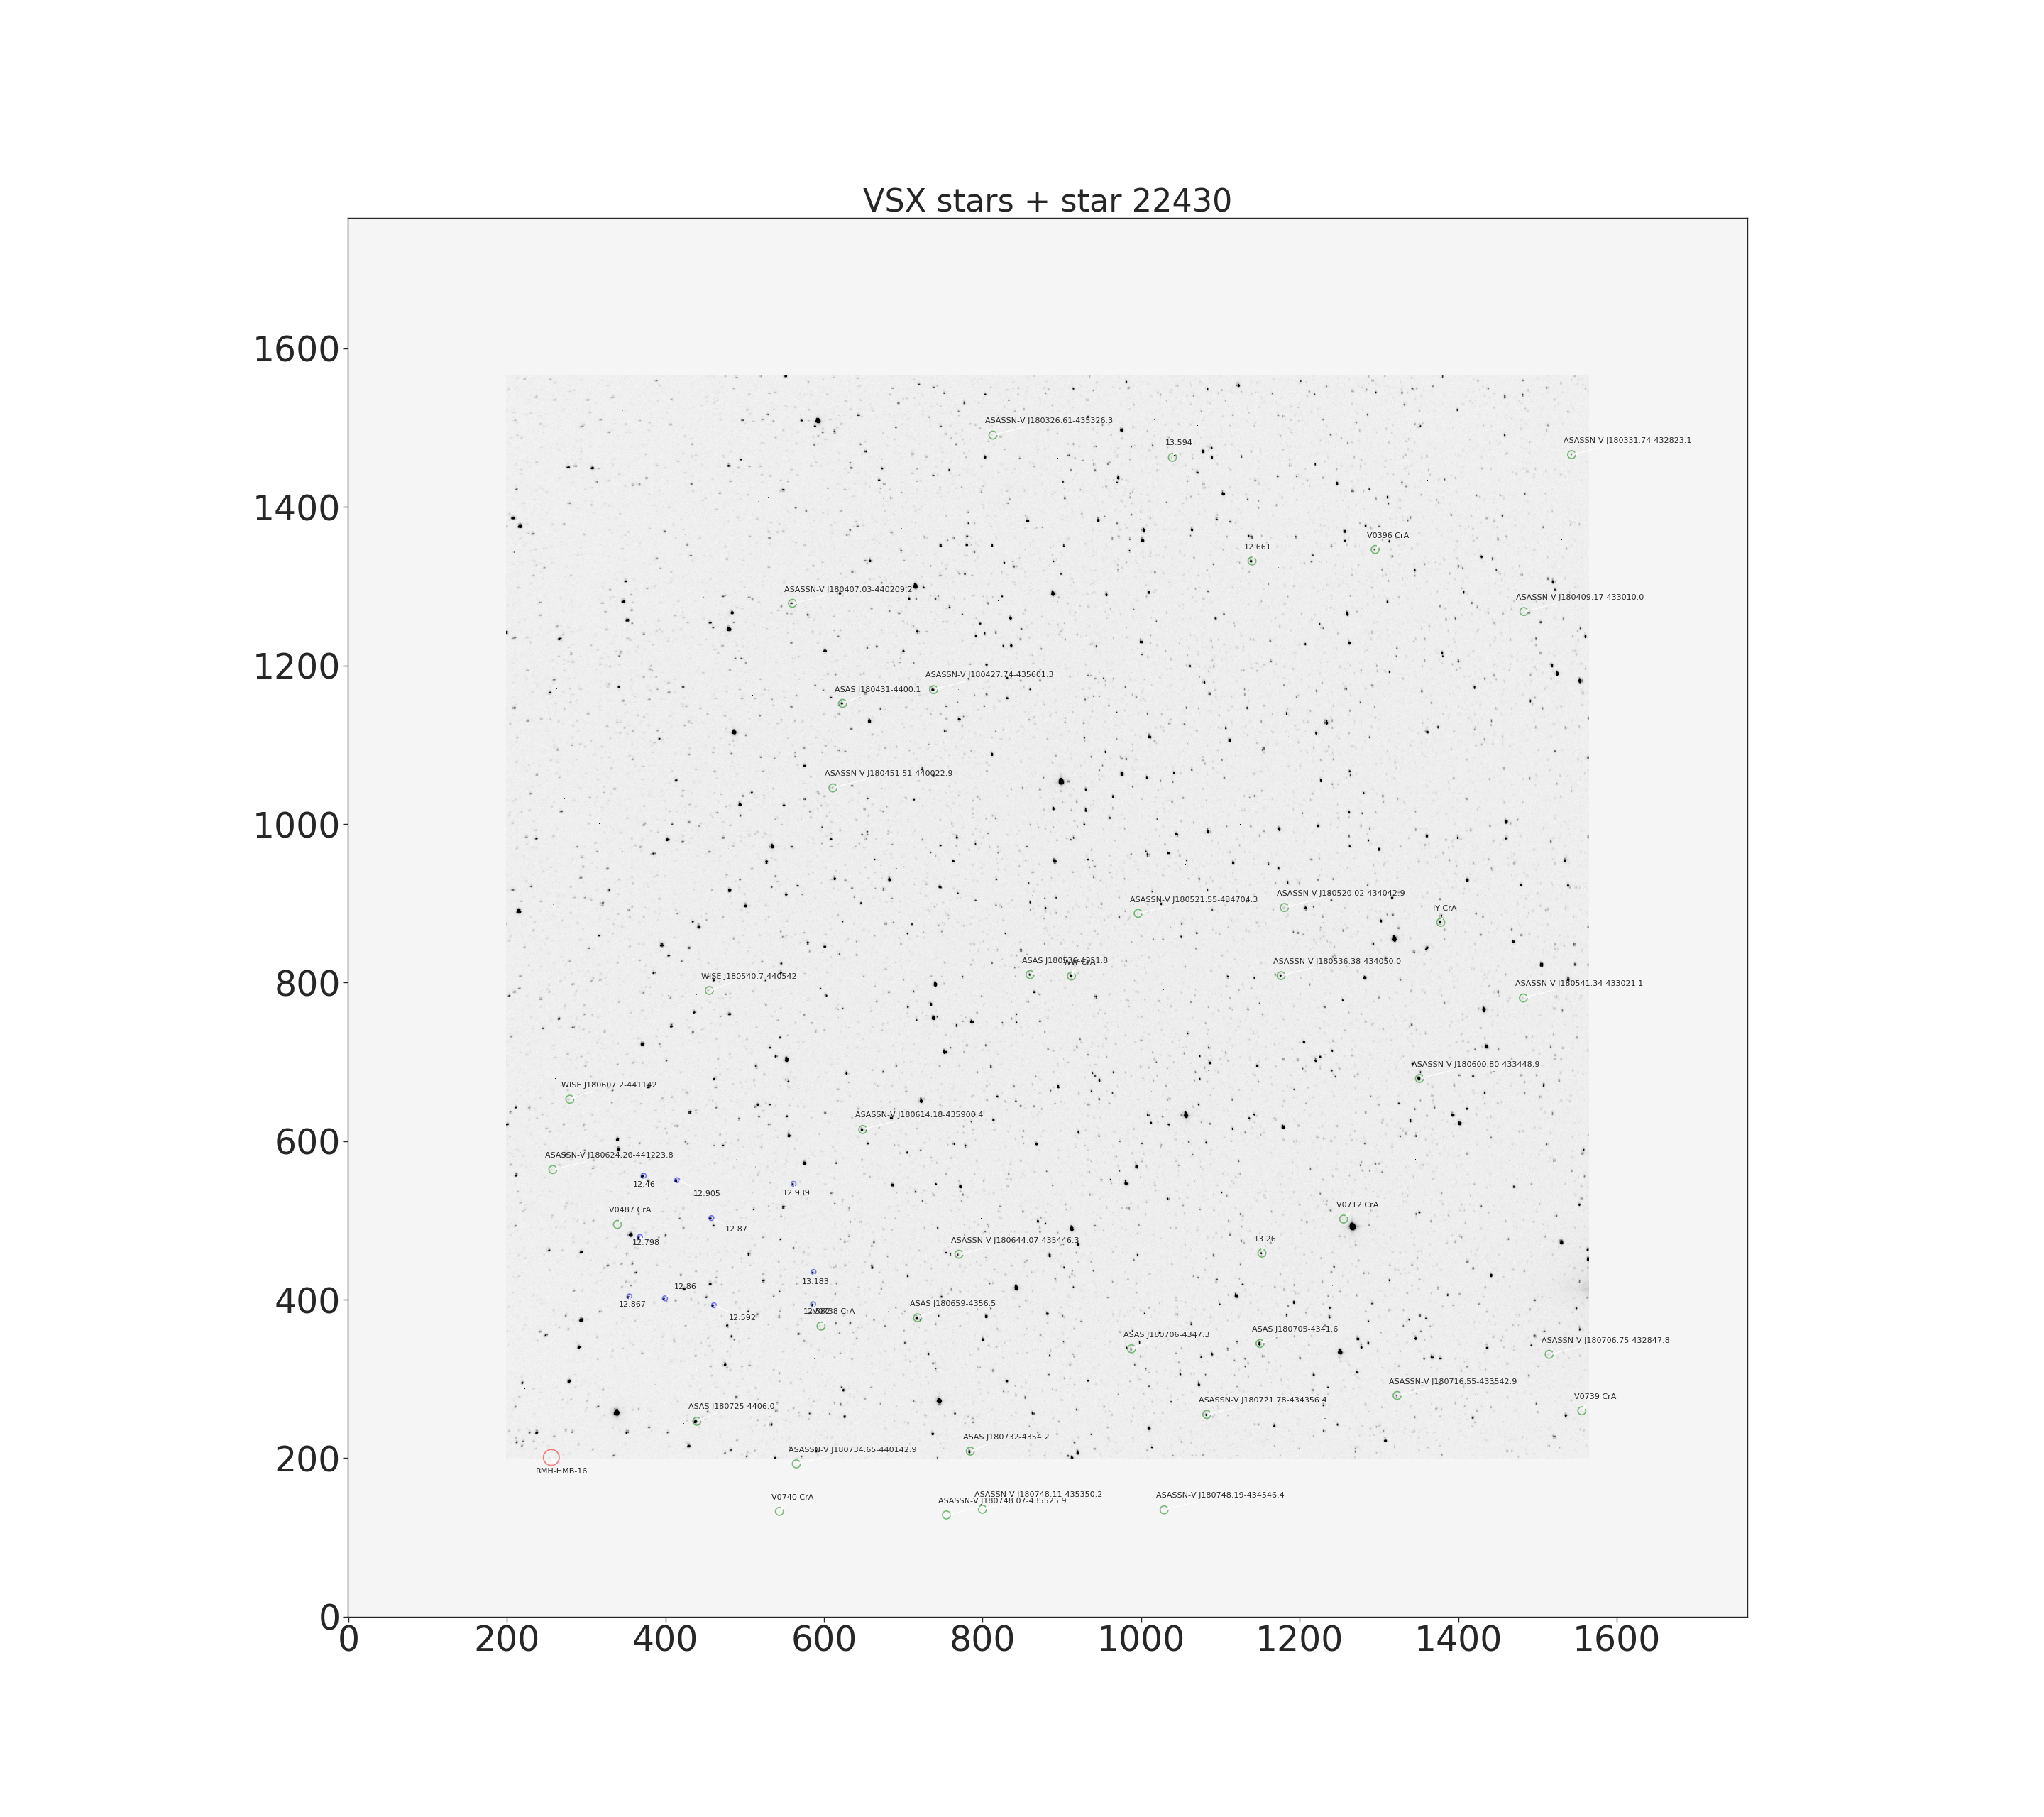 VSX stars + star 22430
ASASSN-V J180326.61-435326.3
13.594
ASASSN-V J180331.74-432823.1
1600
1400
V0396 CrA
12.661
ASASSN-V J180407.03-440209.2
ASASSN-V J180409.17-433010.0
1200
ASASSN-V J180427.74-435601.3
ASAS J180431-4400.1
ASASSN-V J180451.51-440022.9
1000
ASASSN-V J180520.02-434042.9
ASASSN-V J180521.55-434704.3
IY CrA
ASAS J180536-4351.8
ASASSN-V J180536.38-434050.0
WISE J180540.7-440542
ASASSN-V J180541.34-433021.1
800
ASASSN-V J180600.80-433448.9
WISE J180607.2-441142
ASASSN-V J180614.18-435900.4
600
ASASSN-V J180624.20-441223.8
12.46
12.905
12.939
V0487 CrA
V0712 CrA
12.87
12.798
ASASSN-V J180644.07-435446.3
13.26
13.183
12.86
400
12.867
12.592
V0738 CrA
ASAS J180659-4356.5
ASAS J180706-4347.3
ASAS J180705-4341.6
ASASSN-V J180706.75-432847.8
ASASSN-V J180716.55-433542.9
V0739 CrA
ASAS J180725-4406.0
ASASSN-V J180721.78-434356.4
ASAS J180732-4354.2
ASASSN-V J180734.65-440142.9
200
RMH-HMB-16
V0740 CrA
ASASSN-V J180748.11-435350.2
ASASSN-V J180748.07-435525.9
ASASSN-V J180748.19-434546.4
0
0 200 400 600 800 1000 1200 1400 1600